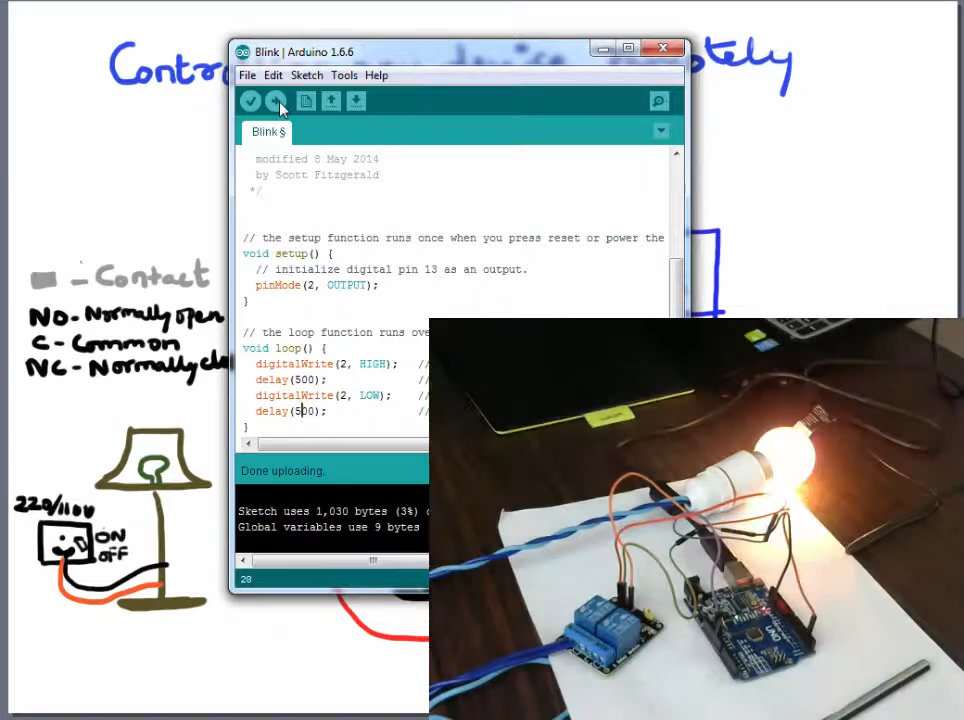 Contr
remotely
Blink | Arduino 1.6.6
File Edit Sketch Tools Help
Blink §
modified 8 May 2014
by Scott Fitzgerald
*/
// the setup function runs once when you press reset or power the
void setup() {
// initialize digital pin 13 as an output.
pinMode(2, OUTPUT);
}
// the loop function runs ove
void loop() {
digitalWrite(2, HIGH); //
delay(500); //
digitalWrite(2, LOW); //
delay(500); //
}
Done uploading.
Sketch uses 1,030 bytes (3%)
Global variables use 9 bytes
28
- Contact
NO - Normally open
C - Common
NC - Normally clo
220/110V
ON
OFF
UNO